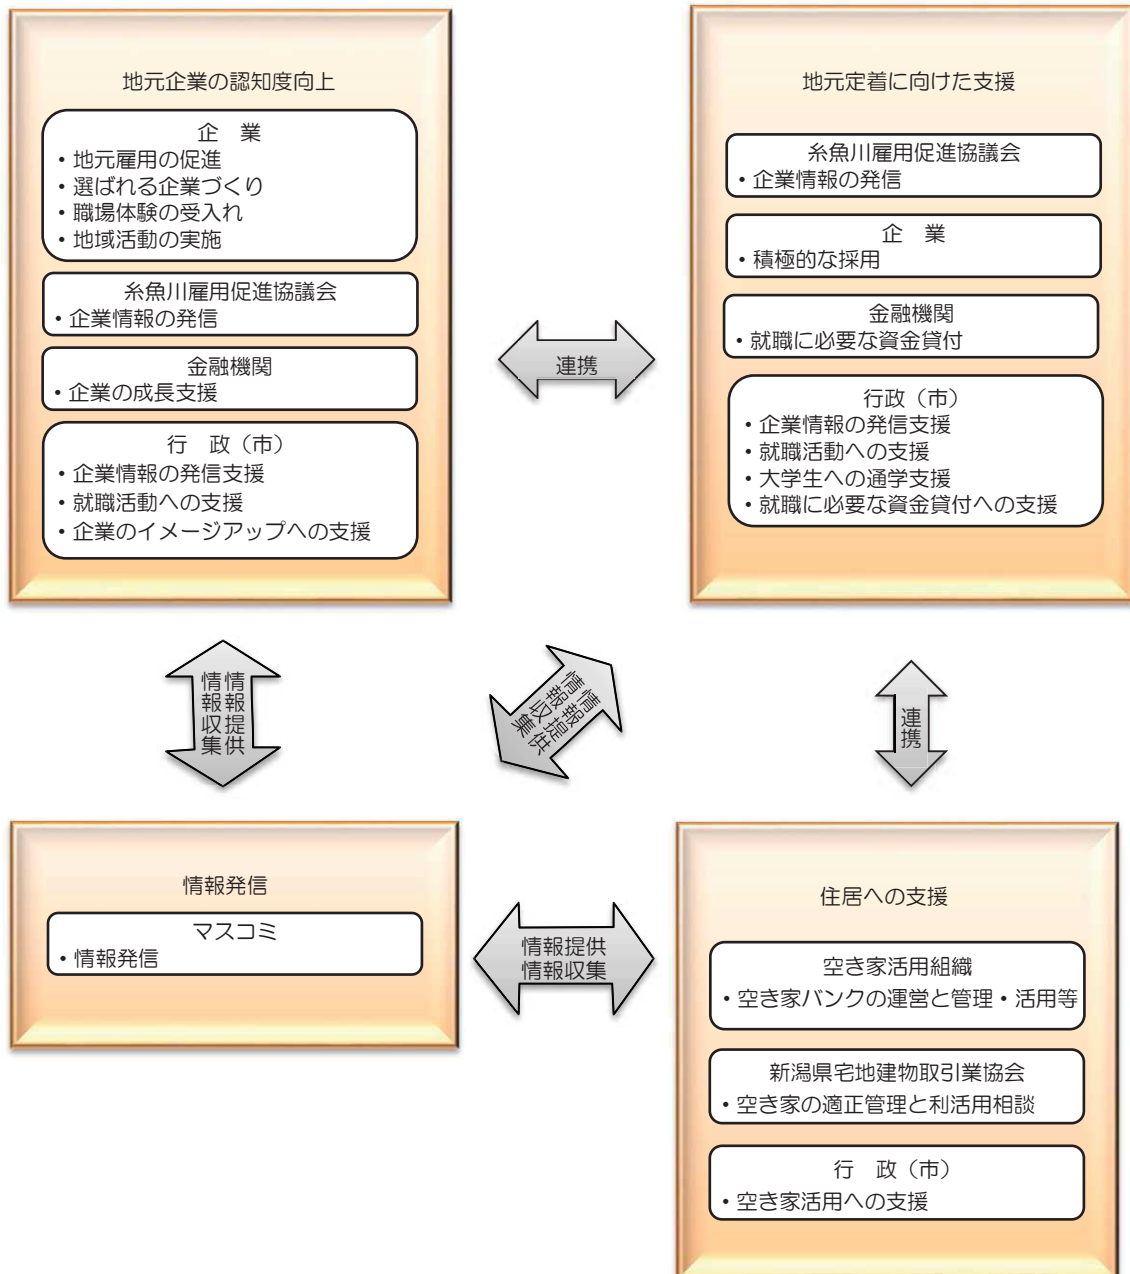 地元企業の認知度向上
企　業
・地元雇用の促進
・選ばれる企業づくり
・職場体験の受入れ
・地域活動の実施
糸魚川雇用促進協議会
・企業情報の発信
金融機関
・企業の成長支援
行　政（市）
・企業情報の発信支援
・就職活動への支援
・企業のイメージアップへの支援
連携
地元定着に向けた支援
糸魚川雇用促進協議会
・企業情報の発信
企　業
・積極的な採用
金融機関
・就職に必要な資金貸付
行政（市）
・企業情報の発信支援
・就職活動への支援
・大学生への通学支援
・就職に必要な資金貸付への支援
情報提供
情報収集
情報提供
情報収集
連携
情報発信
マスコミ
・情報発信
情報提供
情報収集
住居への支援
空き家活用組織
・空き家バンクの運営と管理・活用等
新潟県宅地建物取引業協会
・空き家の適正管理と利活用相談
行　政（市）
・空き家活用への支援